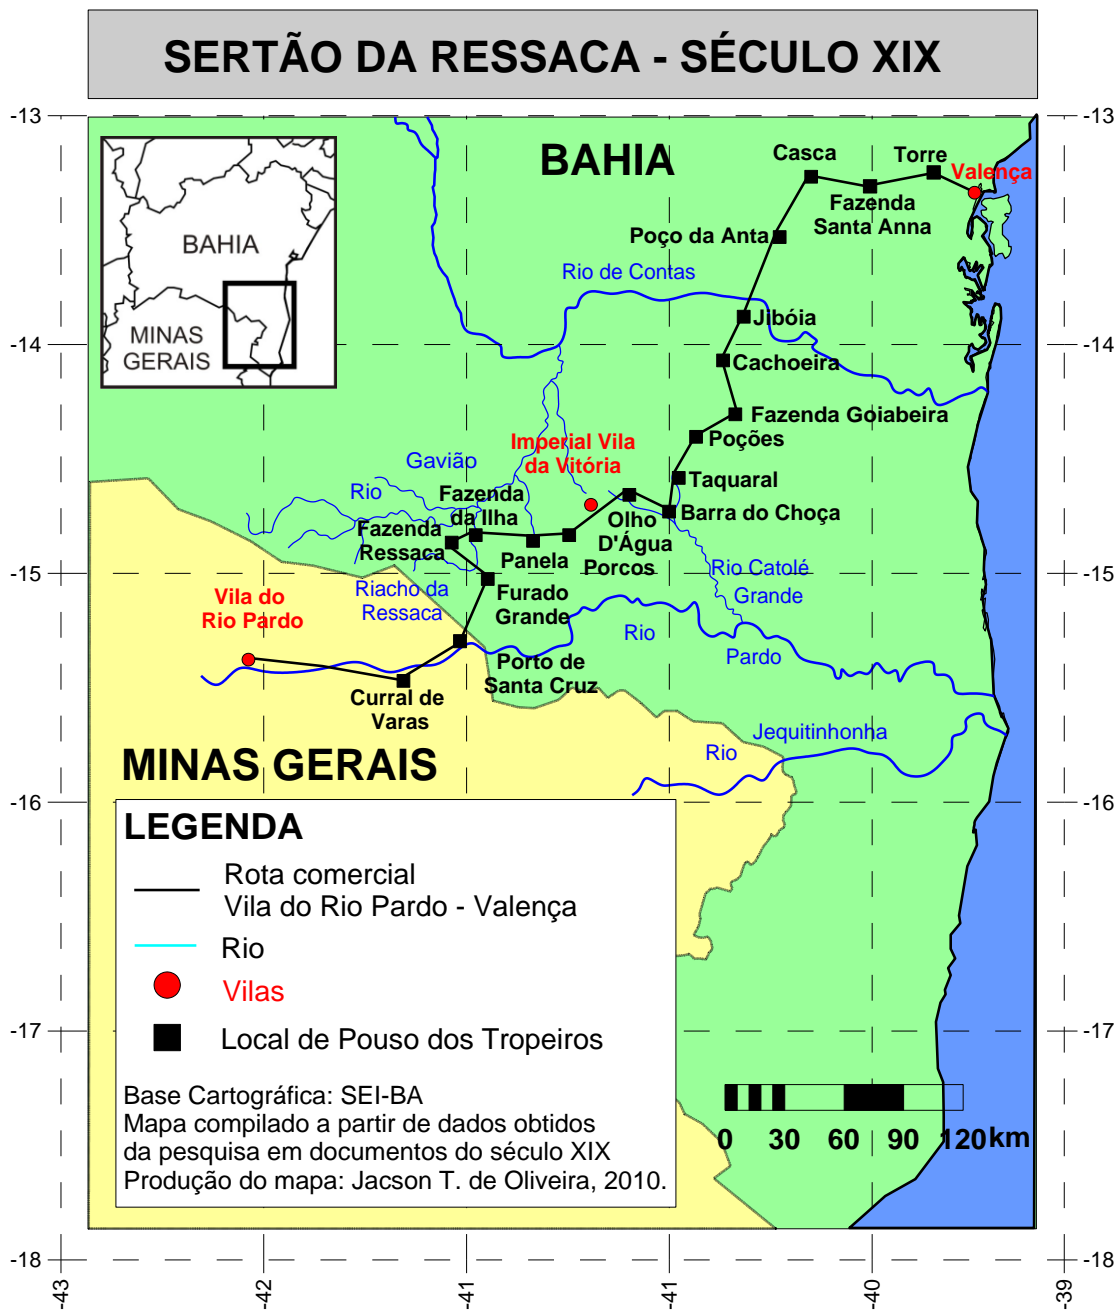 SERTÃO DA RESSACA - SÉCULO XIX
-13
-13
BAHIA
Casca
Torre
Valença
Fazenda
Santa Anna
Poço da Anta
BAHIA
MINAS
GERAIS
Rio de Contas
Jibóia
-14
-14
Cachoeira
Fazenda Goiabeira
Poções
Imperial Vila
da Vitória
Gavião
Rio
Taquaral
Fazenda
da Ilha
Barra do Choça
Olho
D'Água
Fazenda
Ressaca
Panela
Porcos
-15
-15
Rio Catolé
Grande
Riacho da
Ressaca
Furado
Grande
Vila do
Rio Pardo
Rio
Pardo
Porto de
Santa Cruz
Curral de
Varas
Jequitinhonha
Rio
MINAS GERAIS
-16
-16
LEGENDA
Rota comercial
Vila do Rio Pardo - Valença
Rio
Vilas
Local de Pouso dos Tropeiros
-17
-17
Base Cartográfica: SEI-BA
Mapa compilado a partir de dados obtidos
da pesquisa em documentos do século XIX
Produção do mapa: Jacson T. de Oliveira, 2010.
0 30 60 90 120 km
-18
-18
-43
-42
-41
-41
-40
-39